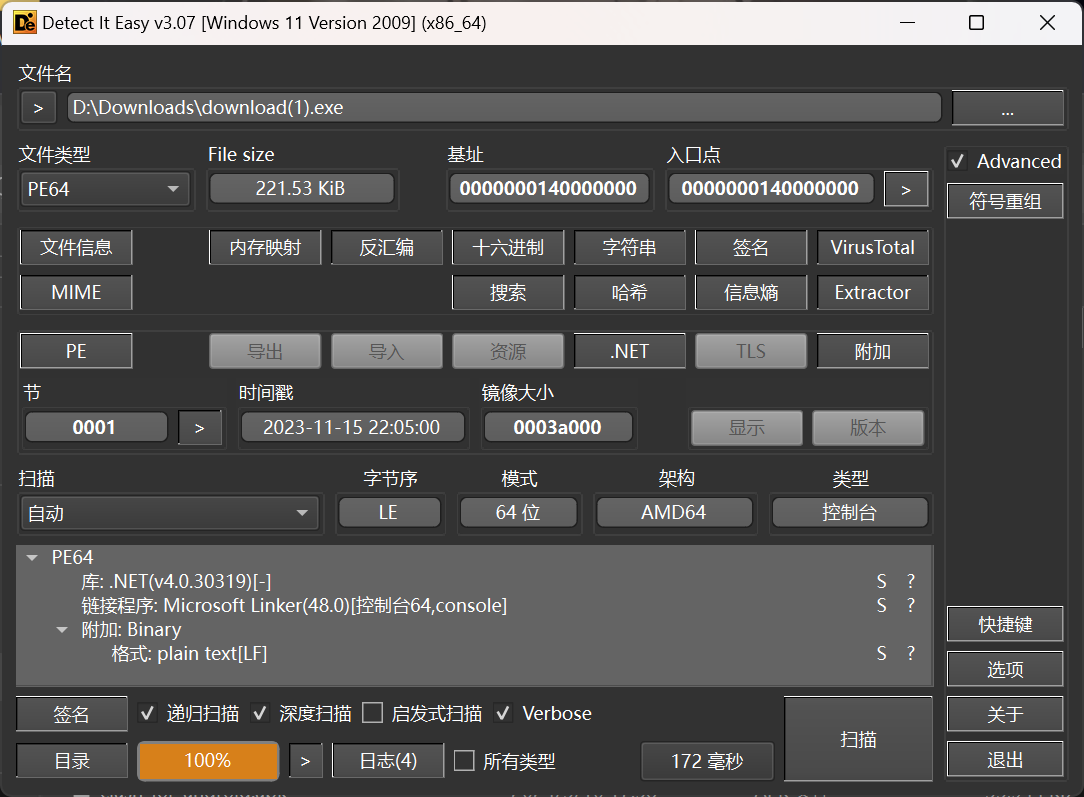 Detect It Easy v3.07 [Windows 11 Version 2009] (x86_64)
文件名
> D:\Downloads\download(1).exe ...
文件类型 File size 基址 入口点 Advanced
PE64 221.53 KiB 0000000140000000 0000000140000000 > 符号重组
文件信息 内存映射 反汇编 十六进制 字符串 签名 VirusTotal
MIME 搜索 哈希 信息熵 Extractor
PE 导出 导入 资源 .NET TLS 附加
节 时间戳 镜像大小
0001 > 2023-11-15 22:05:00 0003a000 显示 版本
扫描 字节序 模式 架构 类型
自动 LE 64 位 AMD64 控制台
PE64
库: .NET(v4.0.30319)[-] S ?
链接程序: Microsoft Linker(48.0)[控制台64,console] S ?
附加: Binary
格式: plain text[LF] S ?
快捷键
选项
签名 递归扫描 深度扫描 启发式扫描 Verbose 扫描 关于
目录 100% > 日志(4) 所有类型 172 毫秒 退出